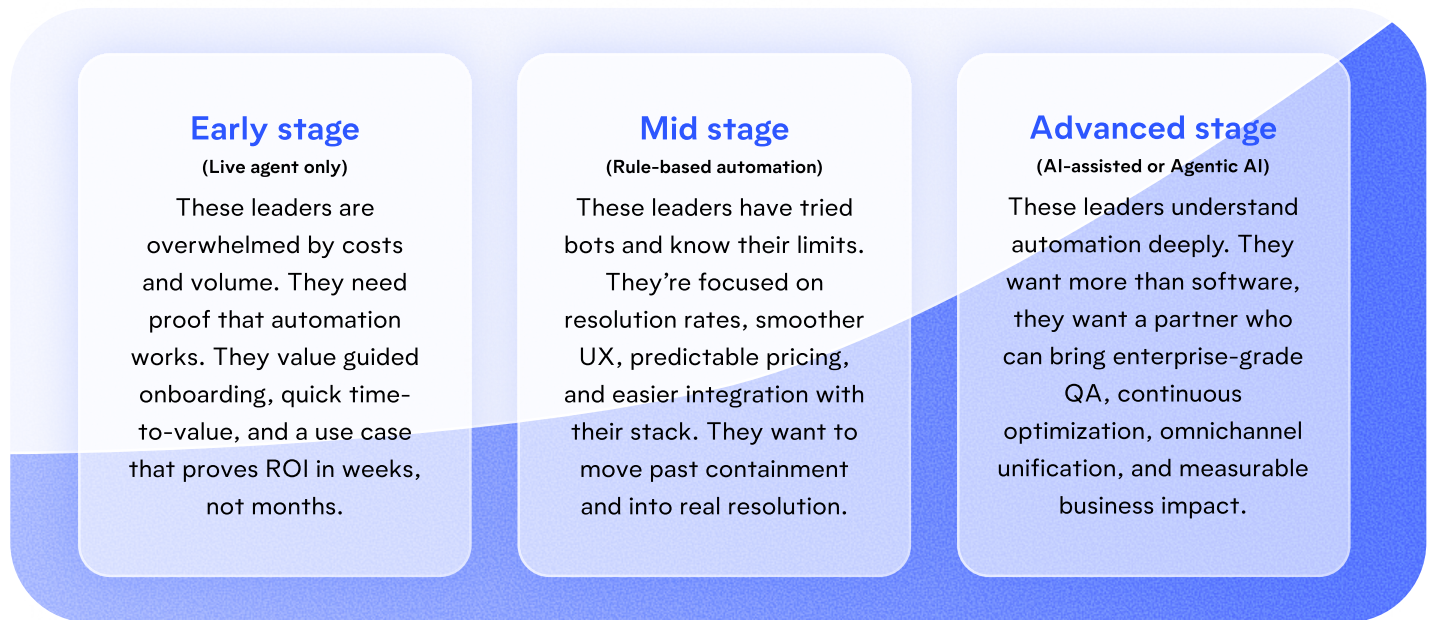 Early stage
(Live agent only)
These leaders are
overwhelmed by costs
and volume. They need
proof that automation
works. They value guided
onboarding, quick time-
to-value, and a use case
that proves ROI in weeks,
not months.
Mid stage
(Rule-based automation)
These leaders have tried
bots and know their limits.
They’re focused on
resolution rates, smoother
UX, predictable pricing,
and easier integration with
their stack. They want to
move past containment
and into real resolution.
Advanced stage
(AI-assisted or Agentic AI)
These leaders understand
automation deeply. They
want more than software,
they want a partner who
can bring enterprise-grade
QA, continuous
optimization, omnichannel
unification, and measurable
business impact.